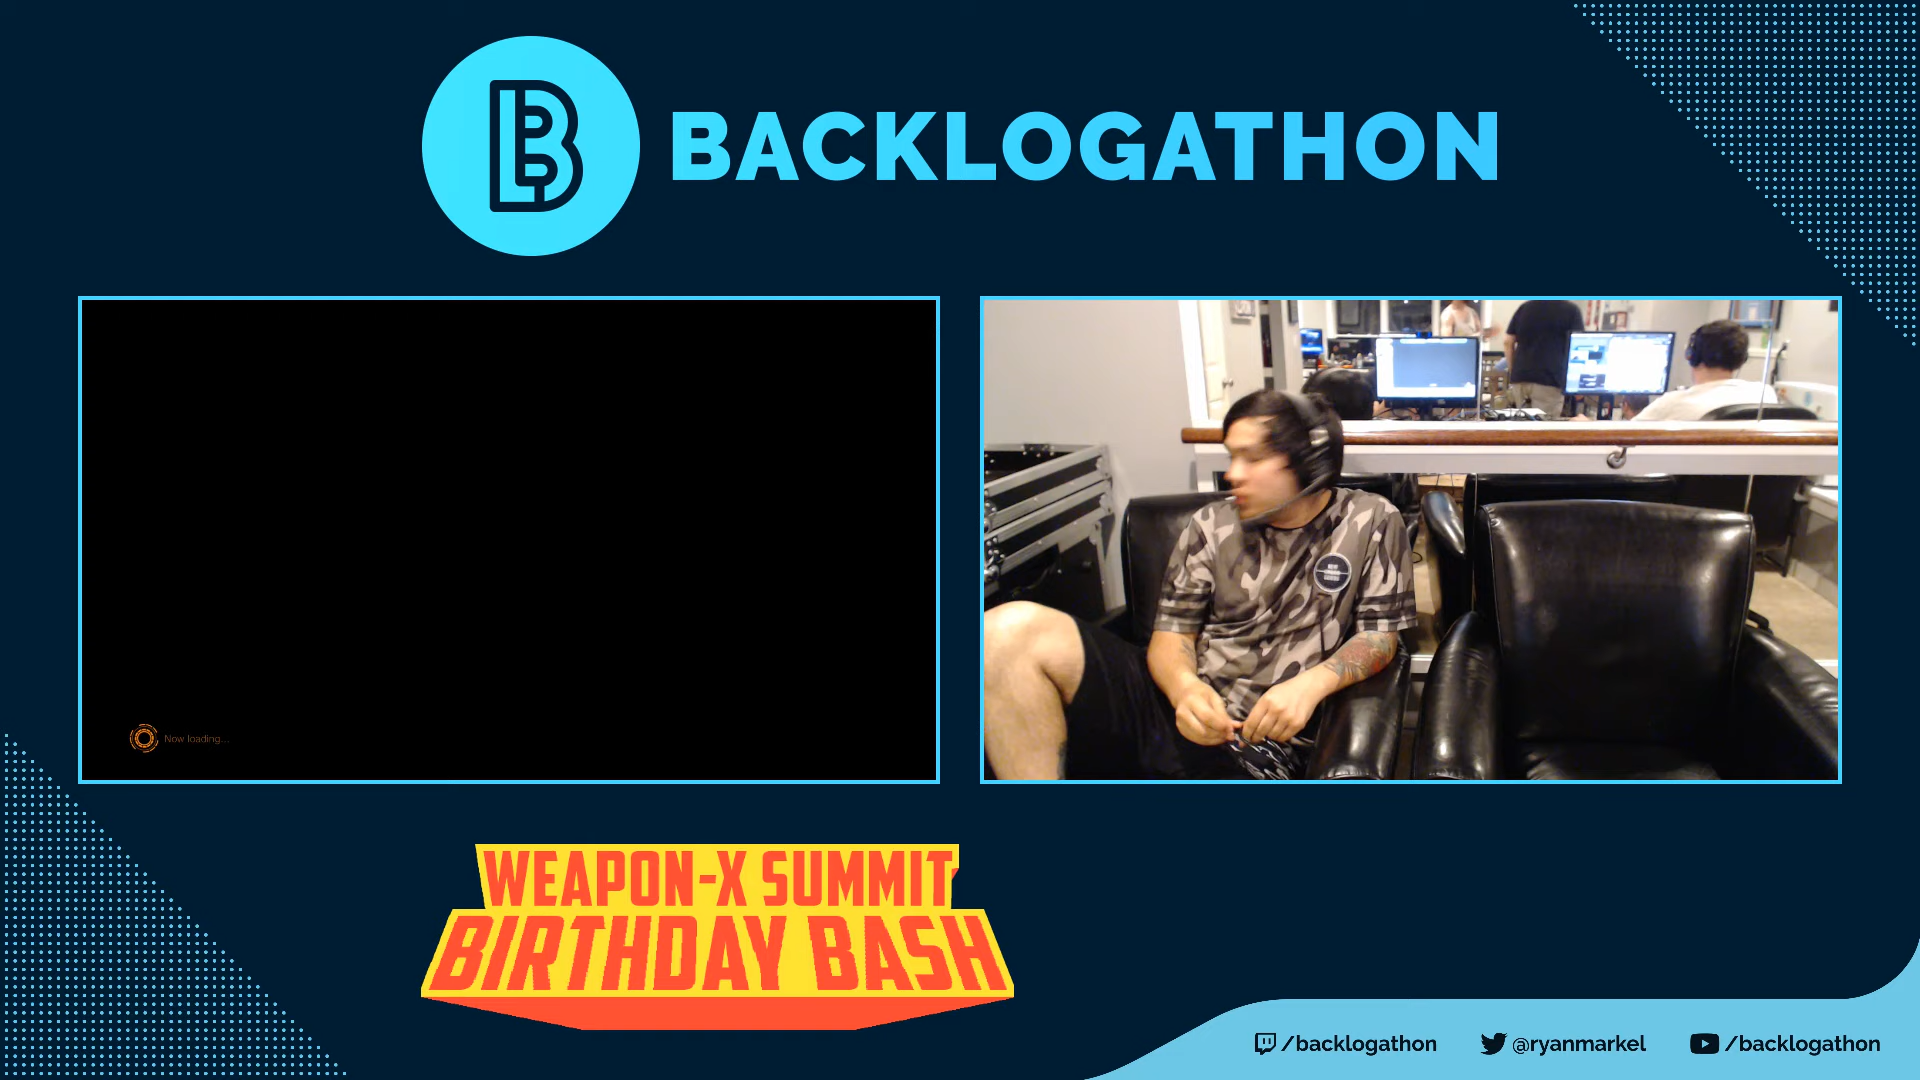 BACKLOGATHON
Now loading...
WEAPON-X SUMMIT
BIRTHDAY BASH
/backlogathon
@ryanmarkel
/backlogathon